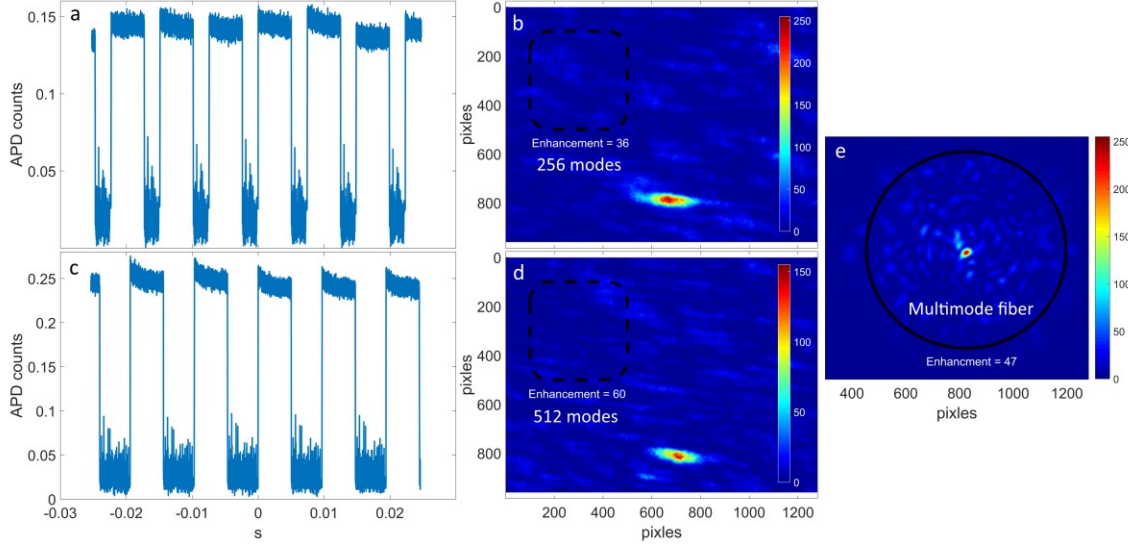 a
APD counts
0.15
0.1
0.05
c
APD counts
0.25
0.2
0.15
0.1
0.05
0
-0.03
-0.02
-0.01
0
0.01
0.02
0.03
s
b
pixles
0
200
400
600
800
250
200
150
100
50
0
Enhancement = 36
256 modes
d
pixles
0
200
400
600
800
150
100
50
0
Enhancement = 60
512 modes
200
400
600
800
1000
1200
pixles
e
Multimode fiber
Enhancment = 47
400
600
800
1000
1200
pixles
250
200
150
100
50
0